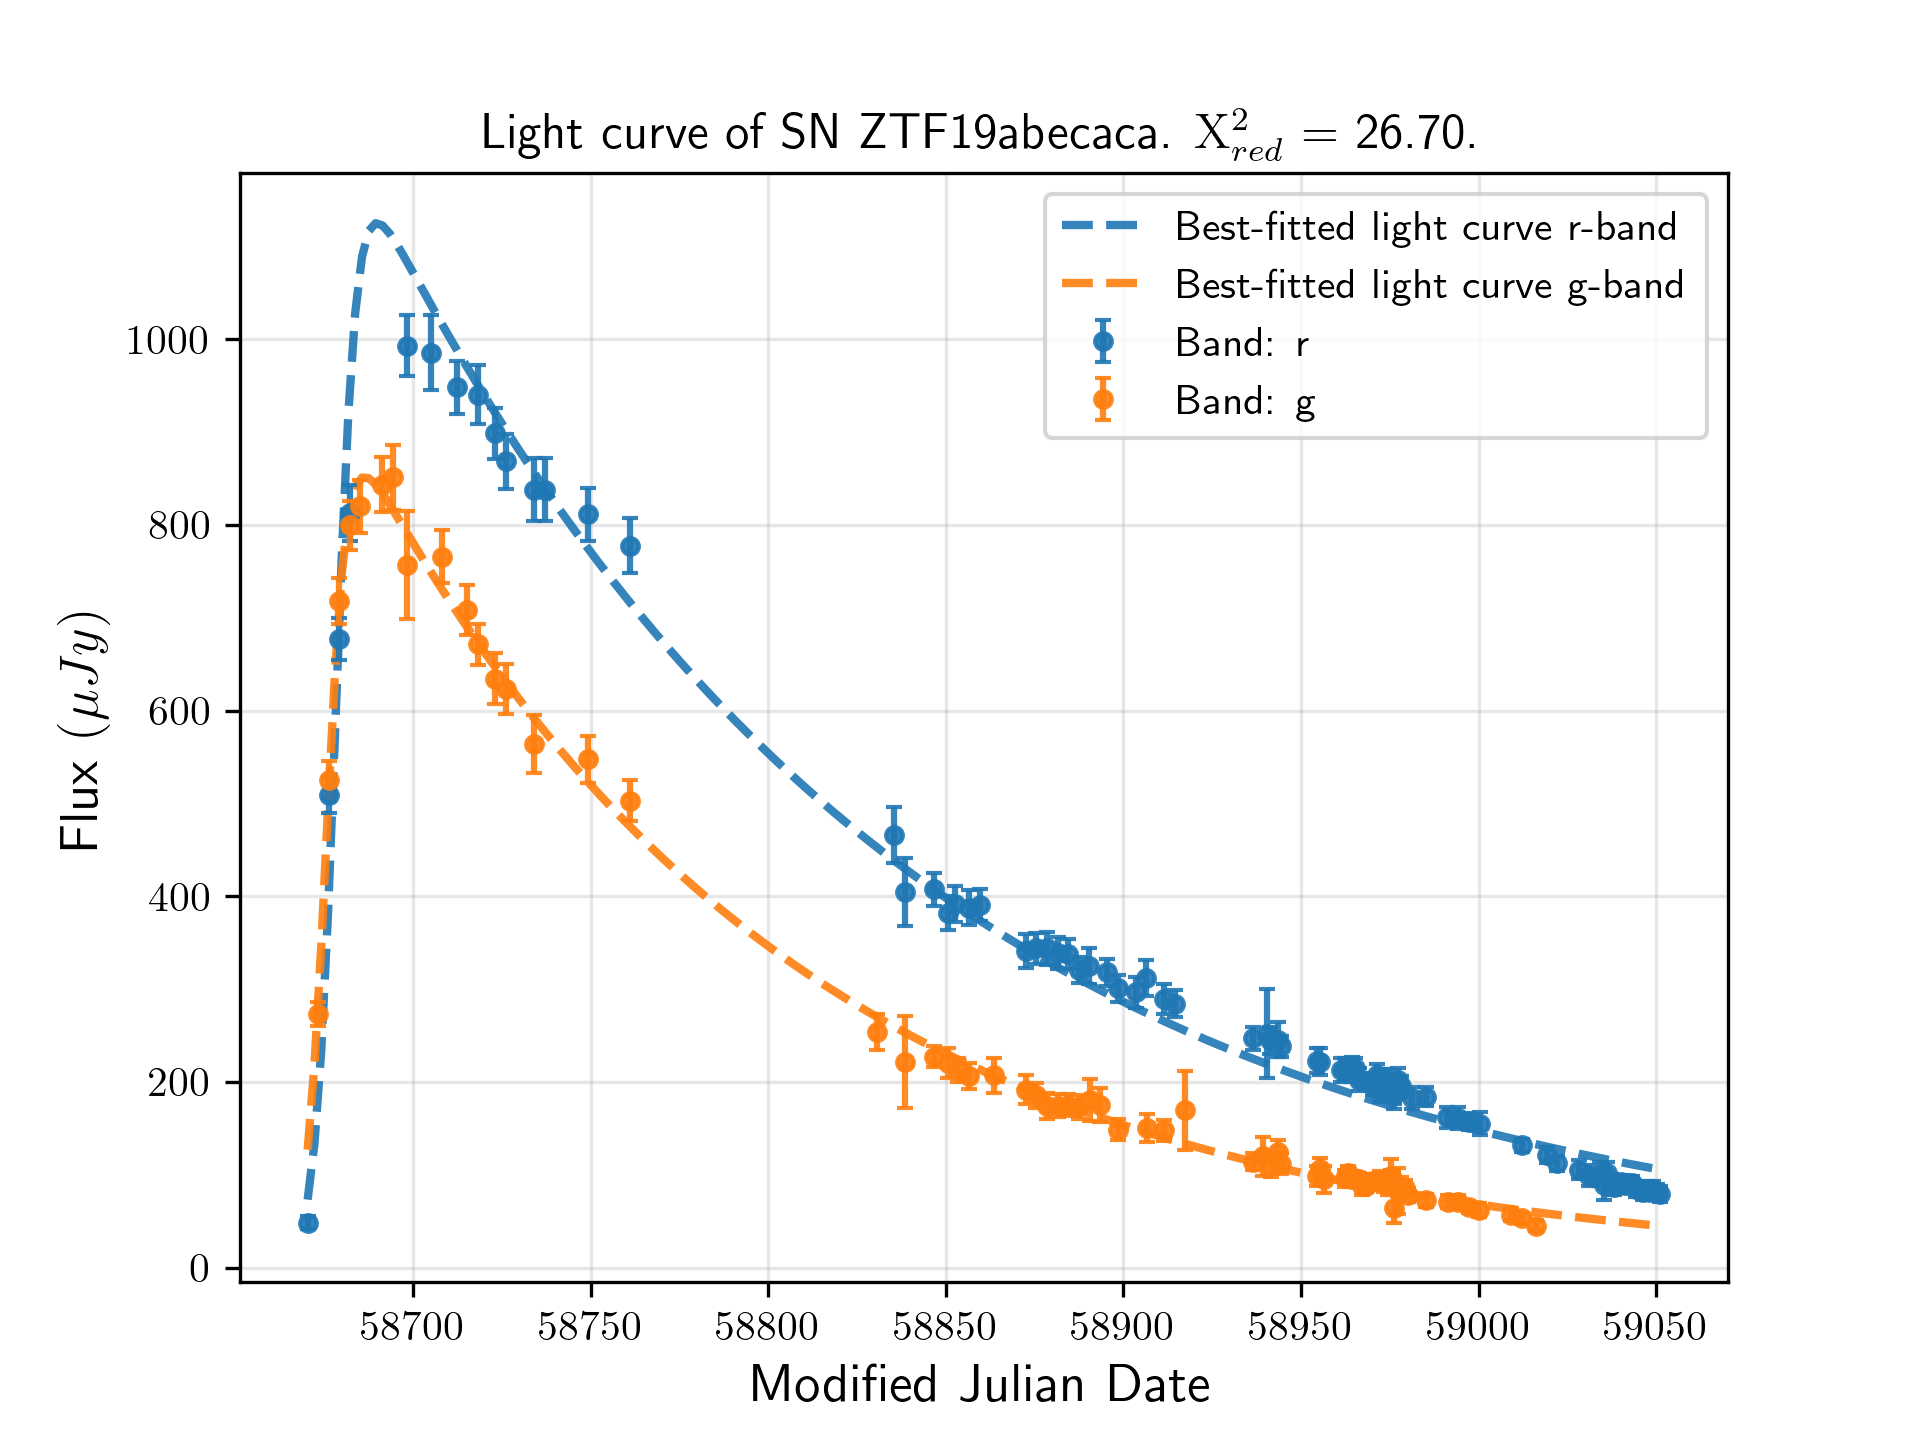 Light curve of SN ZTF19abecaca. X²_red = 26.70.
Best-fitted light curve r-band
Best-fitted light curve g-band
Band: r
Band: g
Flux (μJy)
1000
800
600
400
200
0
58700 58750 58800 58850 58900 58950 59000 59050
Modified Julian Date